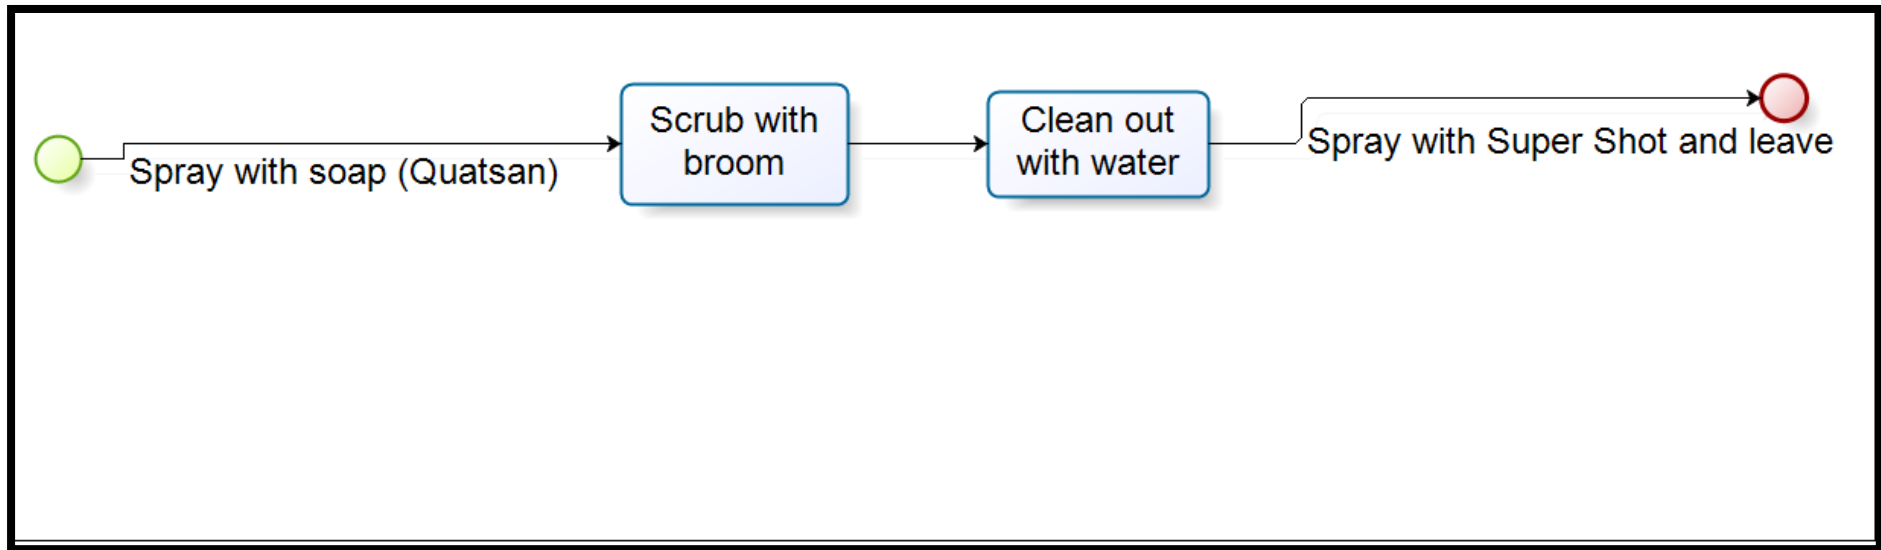 Spray with soap (Quatsan)
Scrub with
broom
Clean out
with water
Spray with Super Shot and leave